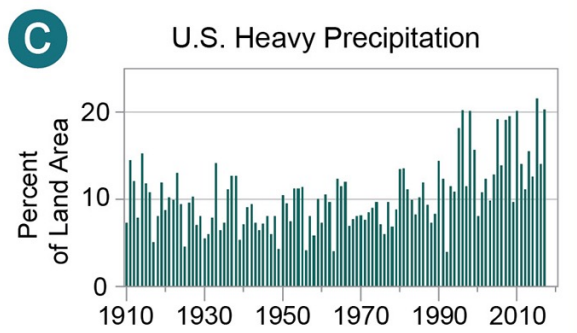 C
U.S. Heavy Precipitation
Percent
of Land Area
20
10
0
1910 1930 1950 1970 1990 2010